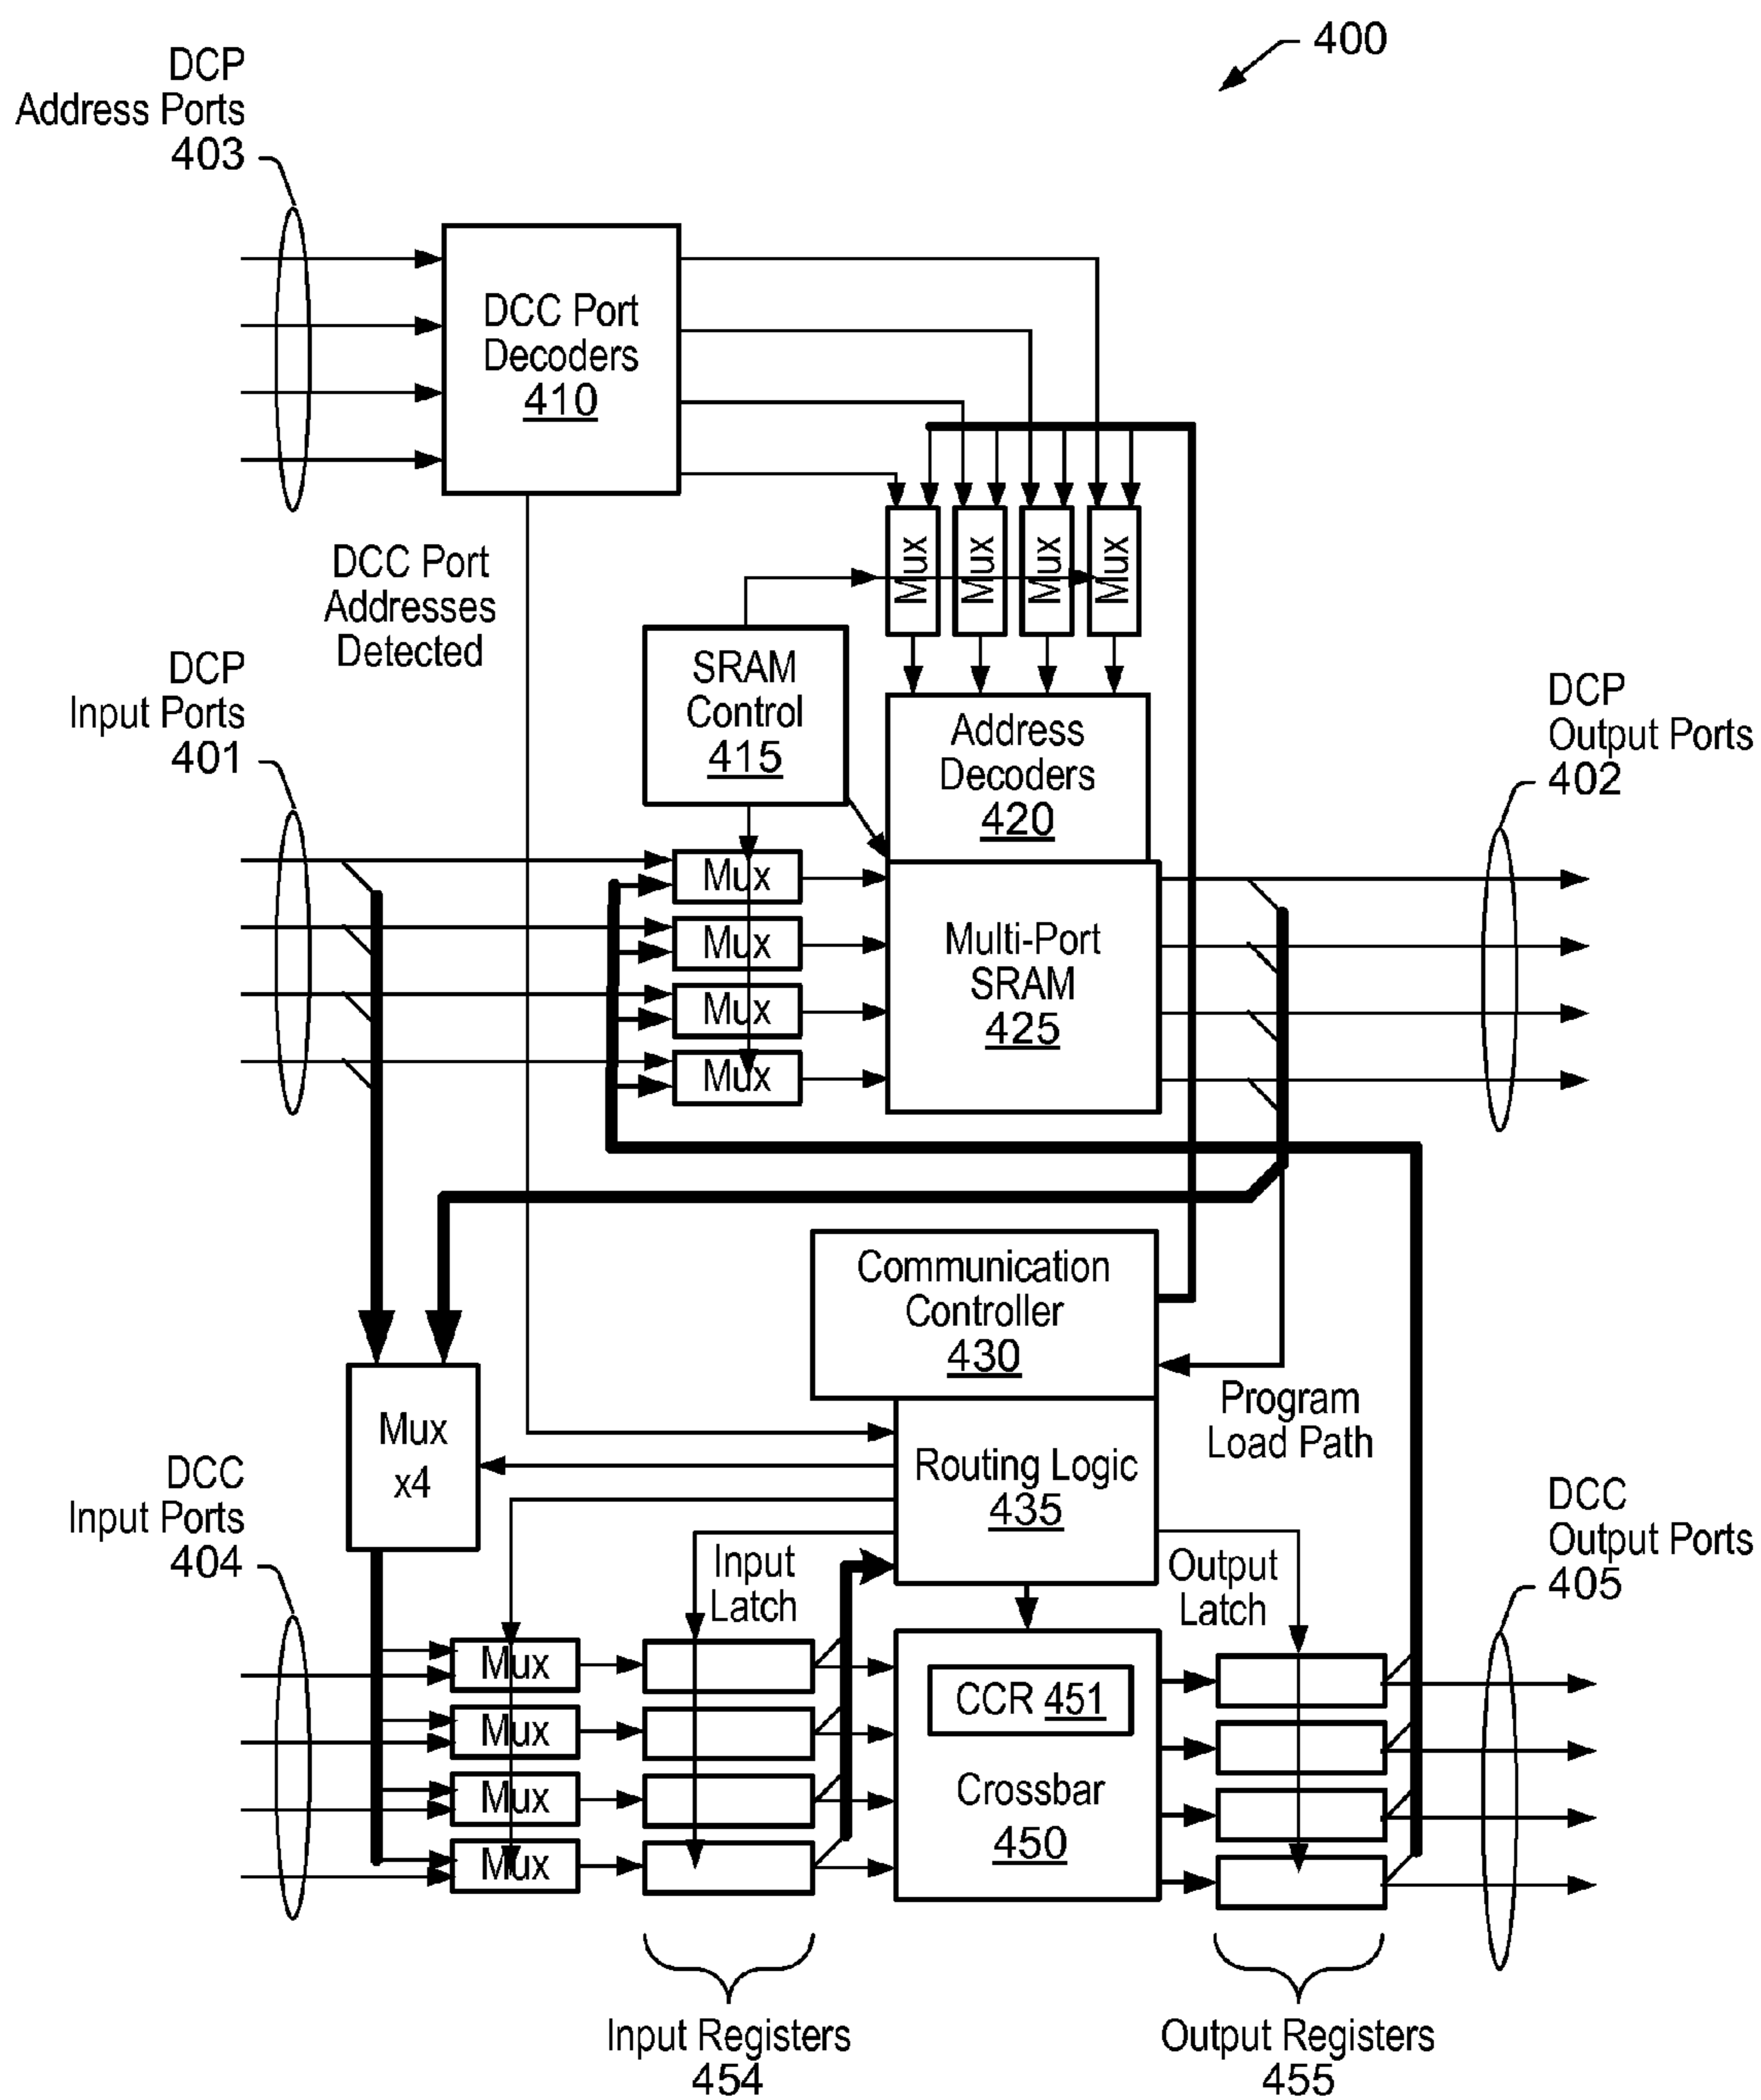 400
DCP
Address Ports
403
DCC Port
Decoders
410
DCC Port
Addresses
Detected
Mux
Mux
Mux
Mux
SRAM
Control
415
Address
Decoders
420
DCP
Input Ports
401
DCP
Output Ports
402
Mux
Mux
Mux
Mux
Multi-Port
SRAM
425
Communication
Controller
430
Program
Load Path
Mux
x4
Routing Logic
435
DCC
Input Ports
404
Input
Latch
Output
Latch
DCC
Output Ports
405
Mux
Mux
Mux
Mux
CCR 451
Crossbar
450
Input Registers
454
Output Registers
455